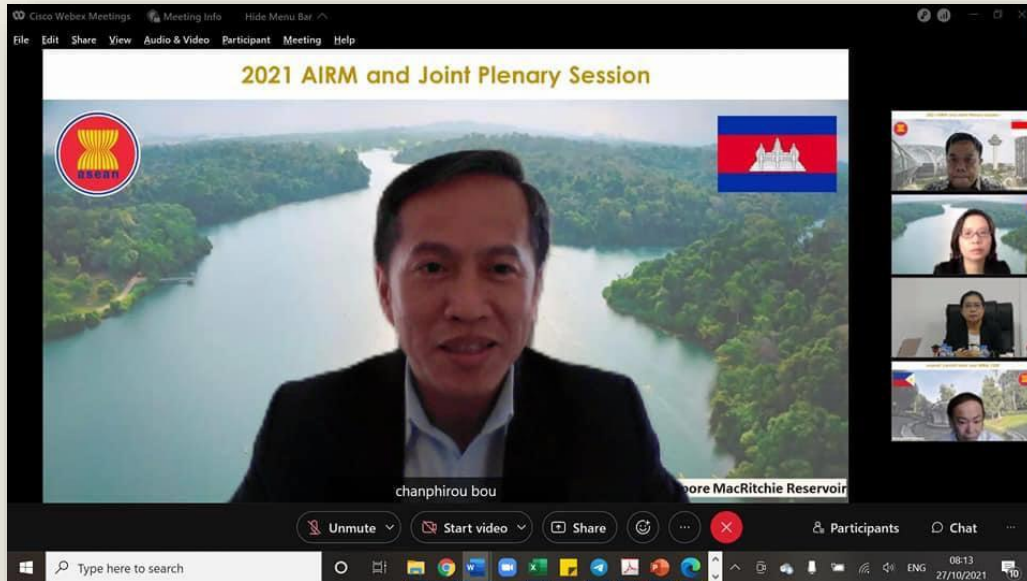 Cisco Webex Meetings Meeting Info Hide Menu Bar
File Edit Share View Audio & Video Participant Meeting Help
2021 AIRM and Joint Plenary Session
asean
chanphirou bou
ore MacRitchie Reservoir
Unmute Start video Share Participants Chat
Type here to search
ENG
08:13
27/10/2021
10